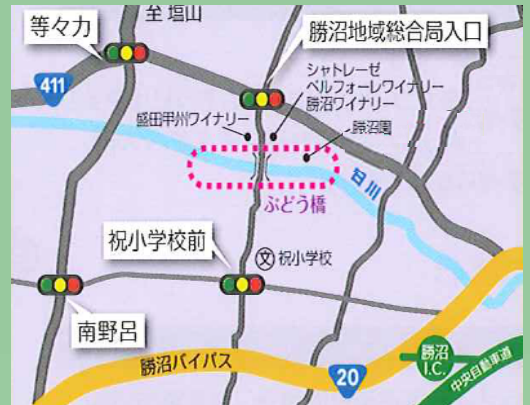 至 塩山
等々力
勝沼地域総合局入口
411
シャトレーゼ
ベルフォーレワイナリー
勝沼ワイナリー
盛田甲州ワイナリー
勝沼園
日川
ぶどう橋
祝小学校前
文 祝小学校
南野呂
勝沼バイパス
20
勝沼
I.C.
中央自動車道